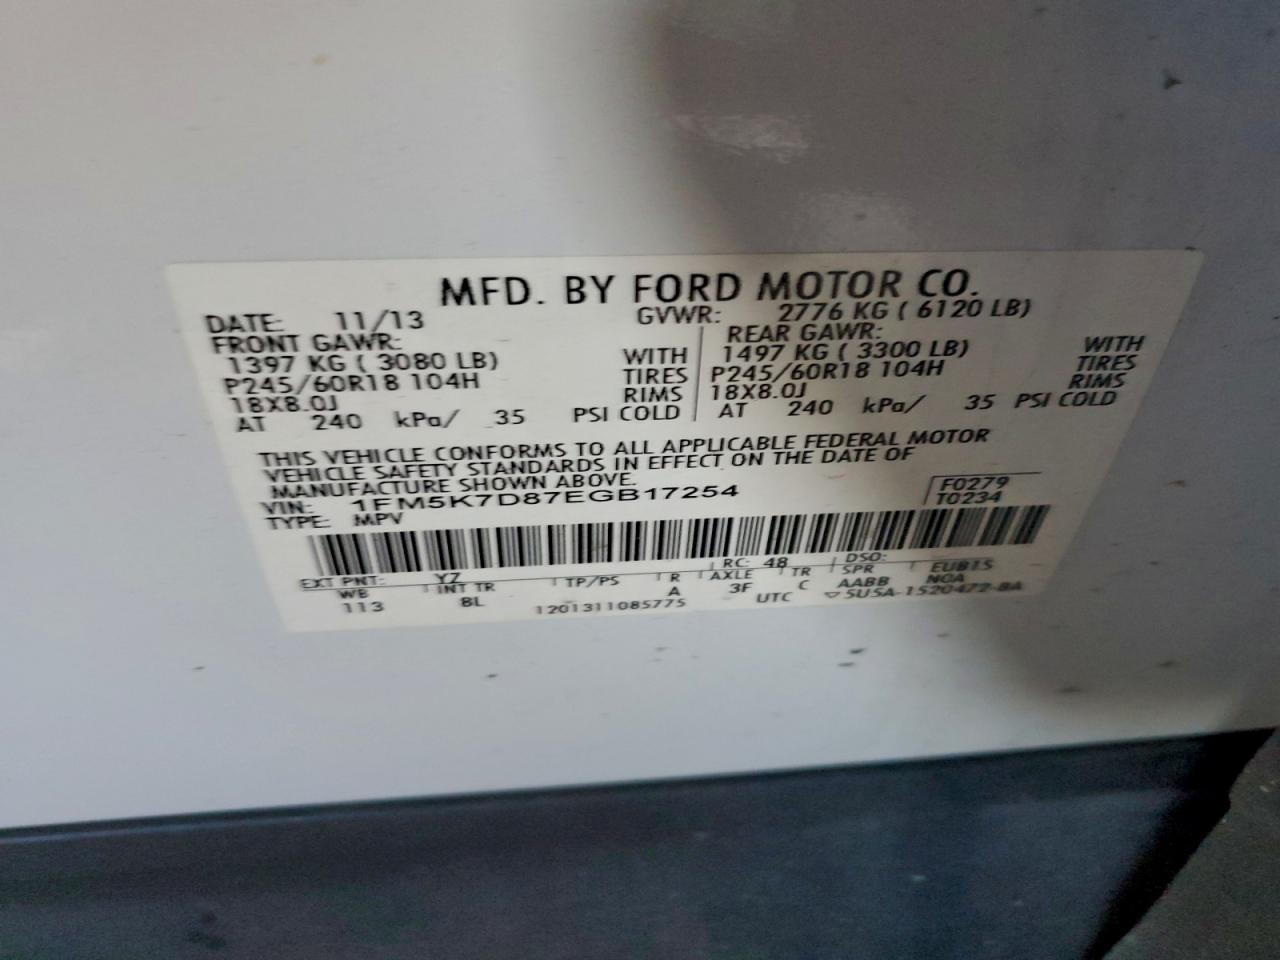 MFD. BY FORD MOTOR CO.
DATE: 11/13 GVWR: 2776 KG ( 6120 LB)
FRONT GAWR: REAR GAWR:
1397 KG ( 3080 LB) WITH 1497 KG ( 3300 LB) WITH
P245/60R18 104H TIRES P245/60R18 104H TIRES
18X8.0J RIMS 18X8.0J RIMS
AT 240 kPa/ 35 PSI COLD AT 240 kPa/ 35 PSI COLD
THIS VEHICLE CONFORMS TO ALL APPLICABLE FEDERAL MOTOR
VEHICLE SAFETY STANDARDS IN EFFECT ON THE DATE OF
MANUFACTURE SHOWN ABOVE.
VIN: 1FM5K7D87EGB17254 F0279
TYPE: MPV T0234
EXT PNT: YZ RC: 48 DSO:
WB INT TR TP/PS R AXLE TR SPR EUB1S
113 8L A 3F C AABB NOA
1201311085775 UTC ▽5U5A-1520472-BA